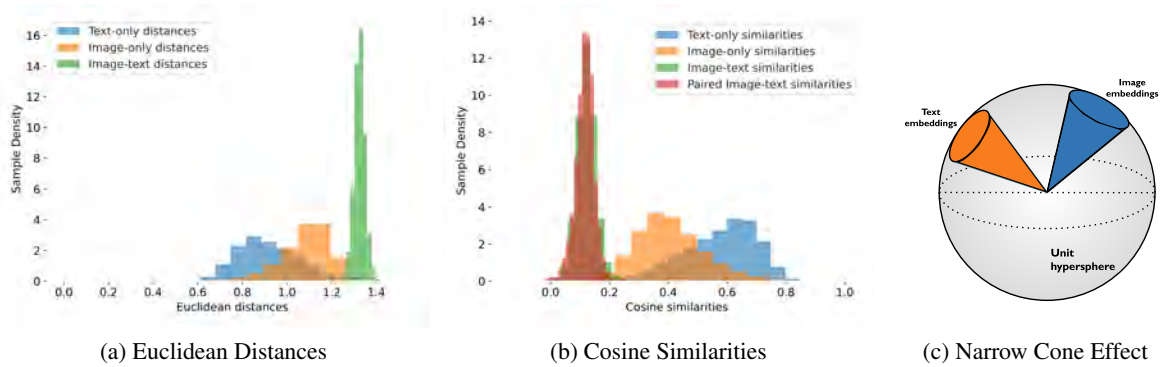 Text-only distances
Image-only distances
Image-text distances
Sample Density
16
14
12
10
8
6
4
2
0
0.0 0.2 0.4 0.6 0.8 1.0 1.2 1.4
Euclidean distances
(a) Euclidean Distances
Text-only similarities
Image-only similarities
Image-text similarities
Paired Image-text similarities
Sample Density
14
12
10
8
6
4
2
0
0.0 0.2 0.4 0.6 0.8 1.0
Cosine similarities
(b) Cosine Similarities
Text
embeddings
Image
embeddings
Unit
hypersphere
(c) Narrow Cone Effect